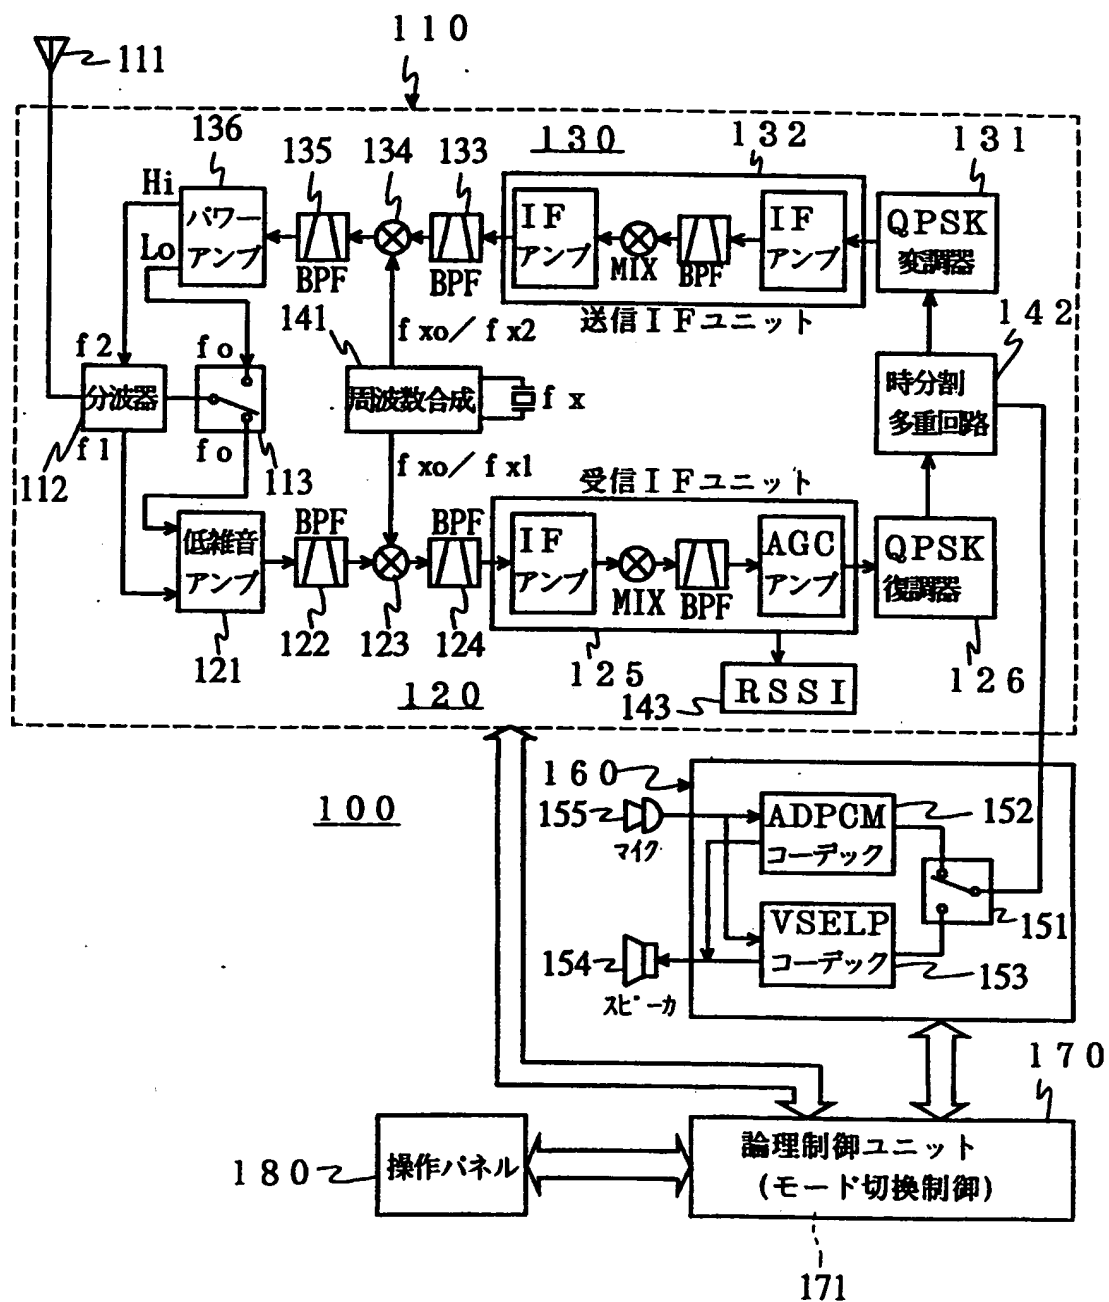 110
111
136
135
134
133
130
132
131
Hi
Lo
パワー
アンプ
BPF
BPF
IF
アンプ
MIX
BPF
IF
アンプ
QPSK
変調器
送信IFユニット
141
fxo/fx2
142
f2
fo
分波器
周波数合成
fx
時分割
多重回路
112
f1
fo
113
fxo/fx1
受信IFユニット
低雑音
アンプ
BPF
BPF
IF
アンプ
MIX
BPF
AGC
アンプ
QPSK
復調器
121
122
123
124
125
126
120
143
RSSI
100
160
155
マイク
ADPCM
コーデック
152
151
154
スピーカ
VSELP
コーデック
153
170
180
操作パネル
論理制御ユニット
(モード切換制御)
171